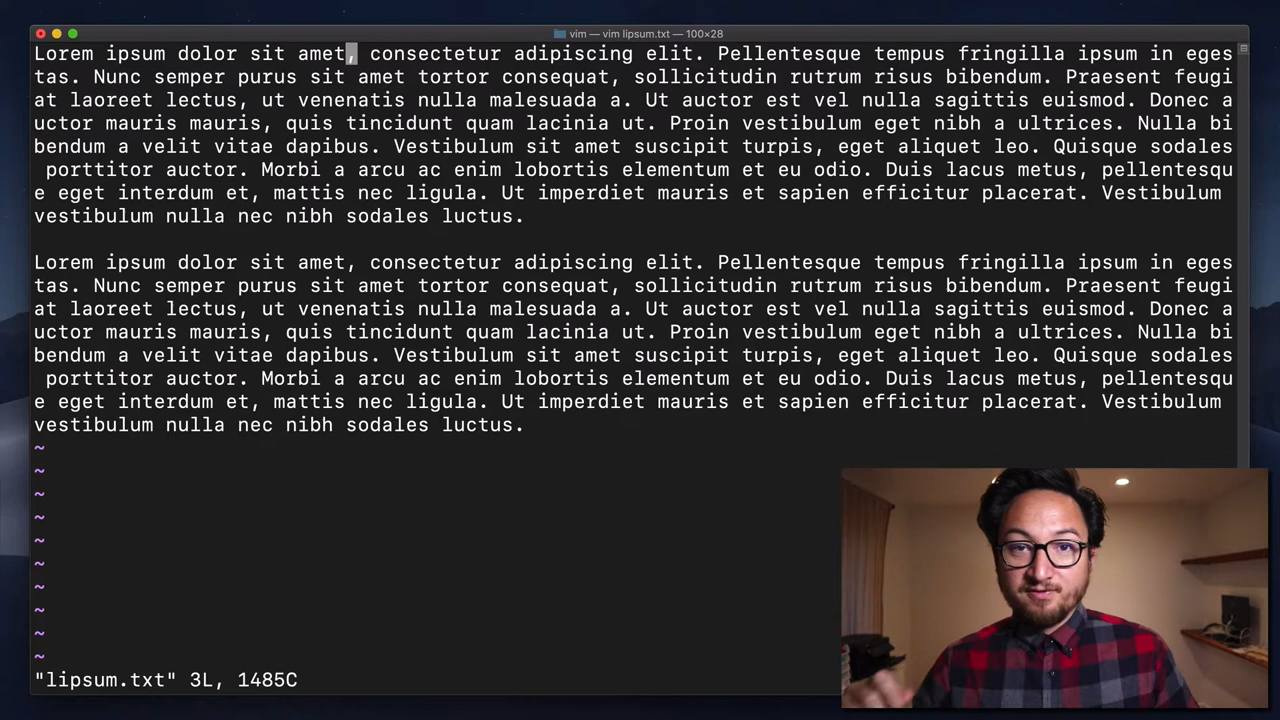 vim — vim lipsum.txt — 100×28
Lorem ipsum dolor sit amet, consectetur adipiscing elit. Pellentesque tempus fringilla ipsum in eges
tas. Nunc semper purus sit amet tortor consequat, sollicitudin rutrum risus bibendum. Praesent feugi
at laoreet lectus, ut venenatis nulla malesuada a. Ut auctor est vel nulla sagittis euismod. Donec a
uctor mauris mauris, quis tincidunt quam lacinia ut. Proin vestibulum eget nibh a ultrices. Nulla bi
bendum a velit vitae dapibus. Vestibulum sit amet suscipit turpis, eget aliquet leo. Quisque sodales
porttitor auctor. Morbi a arcu ac enim lobortis elementum et eu odio. Duis lacus metus, pellentesqu
e eget interdum et, mattis nec ligula. Ut imperdiet mauris et sapien efficitur placerat. Vestibulum
vestibulum nulla nec nibh sodales luctus.
Lorem ipsum dolor sit amet, consectetur adipiscing elit. Pellentesque tempus fringilla ipsum in eges
tas. Nunc semper purus sit amet tortor consequat, sollicitudin rutrum risus bibendum. Praesent feugi
at laoreet lectus, ut venenatis nulla malesuada a. Ut auctor est vel nulla sagittis euismod. Donec a
uctor mauris mauris, quis tincidunt quam lacinia ut. Proin vestibulum eget nibh a ultrices. Nulla bi
bendum a velit vitae dapibus. Vestibulum sit amet suscipit turpis, eget aliquet leo. Quisque sodales
porttitor auctor. Morbi a arcu ac enim lobortis elementum et eu odio. Duis lacus metus, pellentesqu
e eget interdum et, mattis nec ligula. Ut imperdiet mauris et sapien efficitur placerat. Vestibulum
vestibulum nulla nec nibh sodales luctus.
~
~
~
~
~
~
~
~
~
~
"lipsum.txt" 3L, 1485C